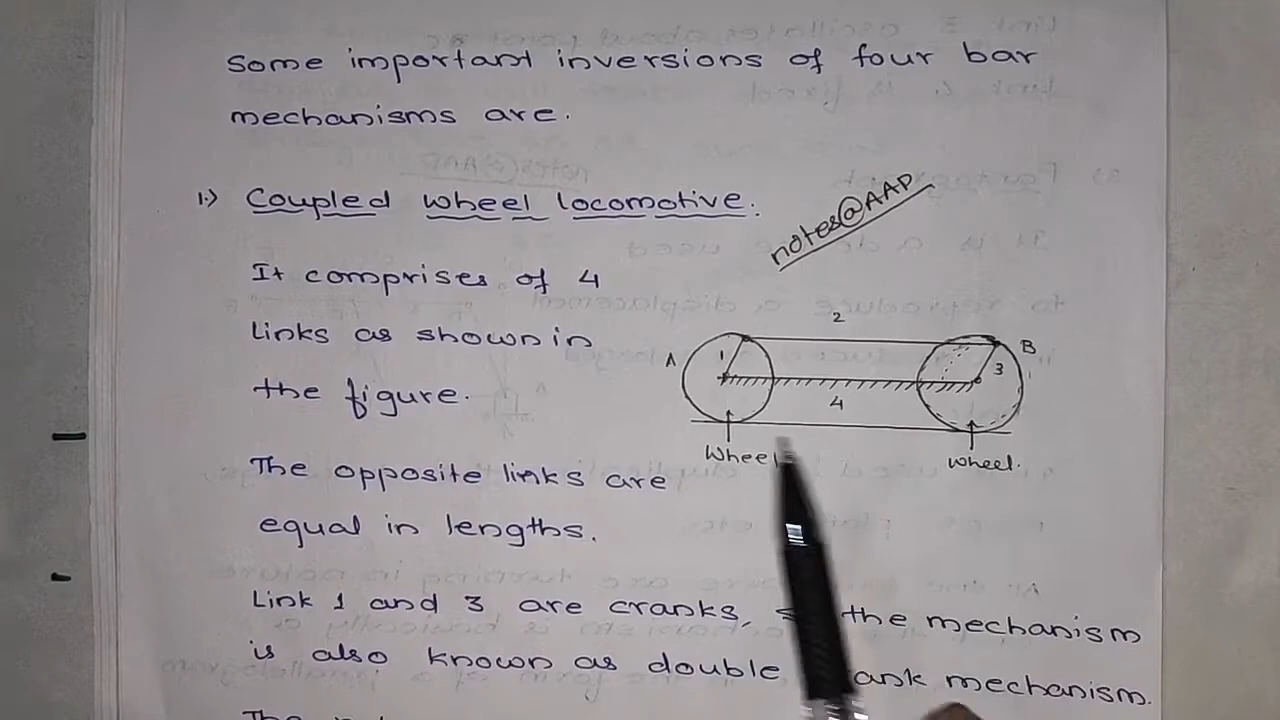 Some important inversions of four bar
mechanisms are.
1.) Coupled wheel locomotive.
notes@AAP
It comprises of 4
links as shown in
the figure.
2
A
1
B
3
4
Wheel
wheel.
The opposite links are
equal in lengths.
Link 1 and 3 are cranks, the mechanism
is also known as double mechanism.